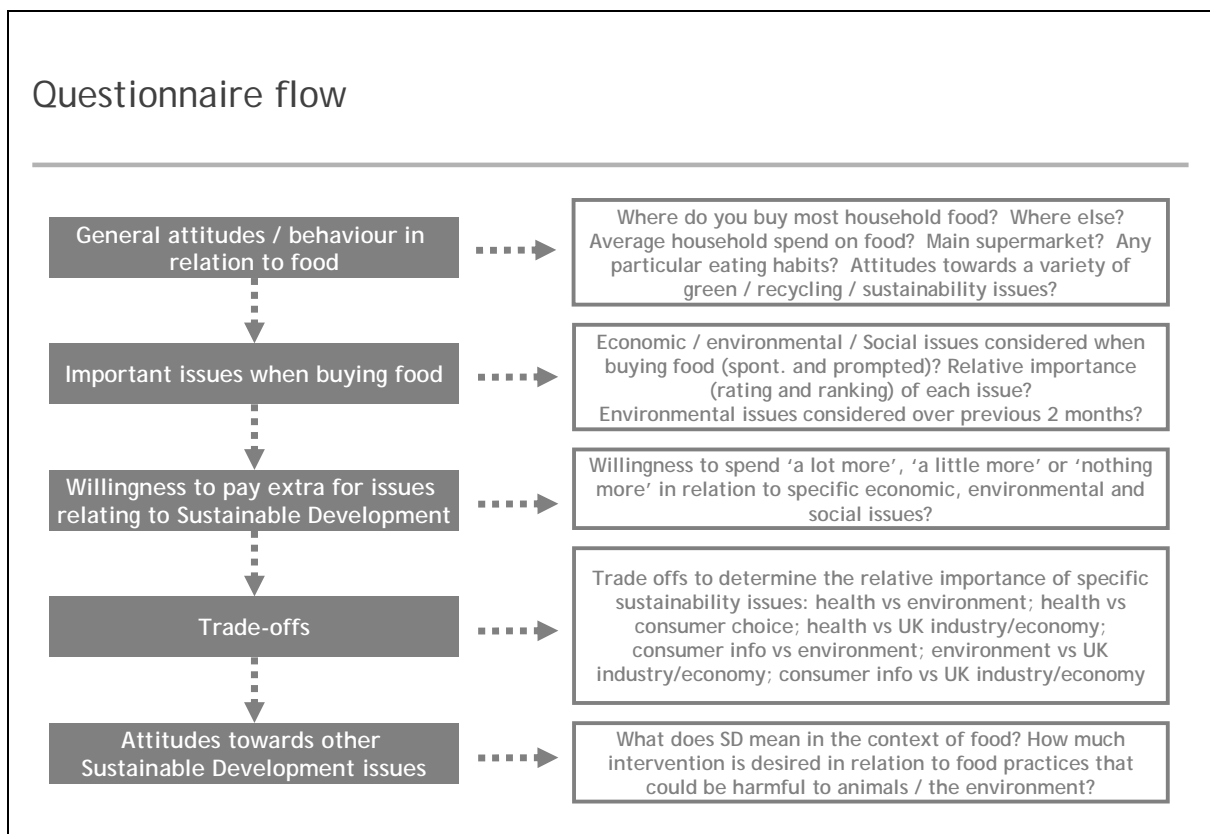 Questionnaire flow
General attitudes / behaviour in
relation to food
Where do you buy most household food?  Where else?
Average household spend on food?  Main supermarket?  Any
particular eating habits?  Attitudes towards a variety of
green / recycling / sustainability issues?
Important issues when buying food
Economic / environmental / Social issues considered when
buying food (spont. and prompted)? Relative importance
(rating and ranking) of each issue?
Environmental issues considered over previous 2 months?
Willingness to pay extra for issues
relating to Sustainable Development
Willingness to spend ‘a lot more’, ‘a little more’ or ‘nothing
more’ in relation to specific economic, environmental and
social issues?
Trade-offs
Trade offs to determine the relative importance of specific
sustainability issues: health vs environment; health vs
consumer choice; health vs UK industry/economy;
consumer info vs environment; environment vs UK
industry/economy; consumer info vs UK industry/economy
Attitudes towards other
Sustainable Development issues
What does SD mean in the context of food? How much
intervention is desired in relation to food practices that
could be harmful to animals / the environment?